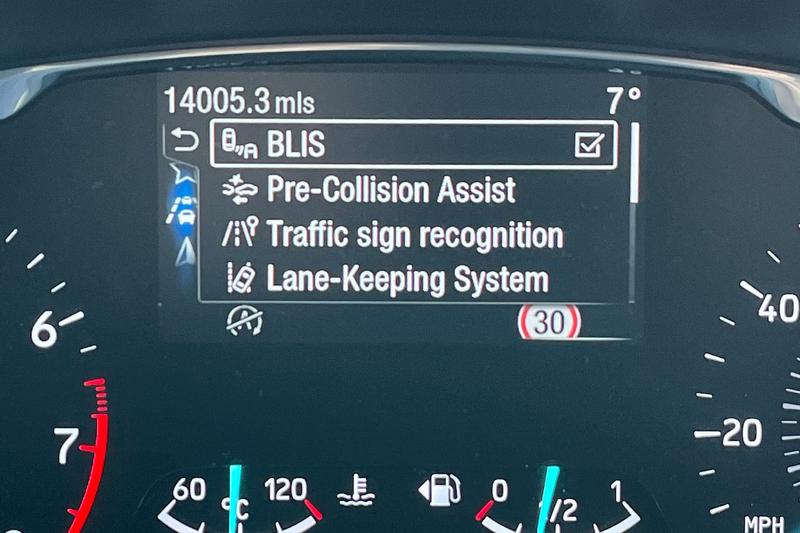 14005.3 mls 7°
BLIS
Pre-Collision Assist
Traffic sign recognition
Lane-Keeping System
30
6
7
40
20
MPH
60 °C 120
0 1/2 1